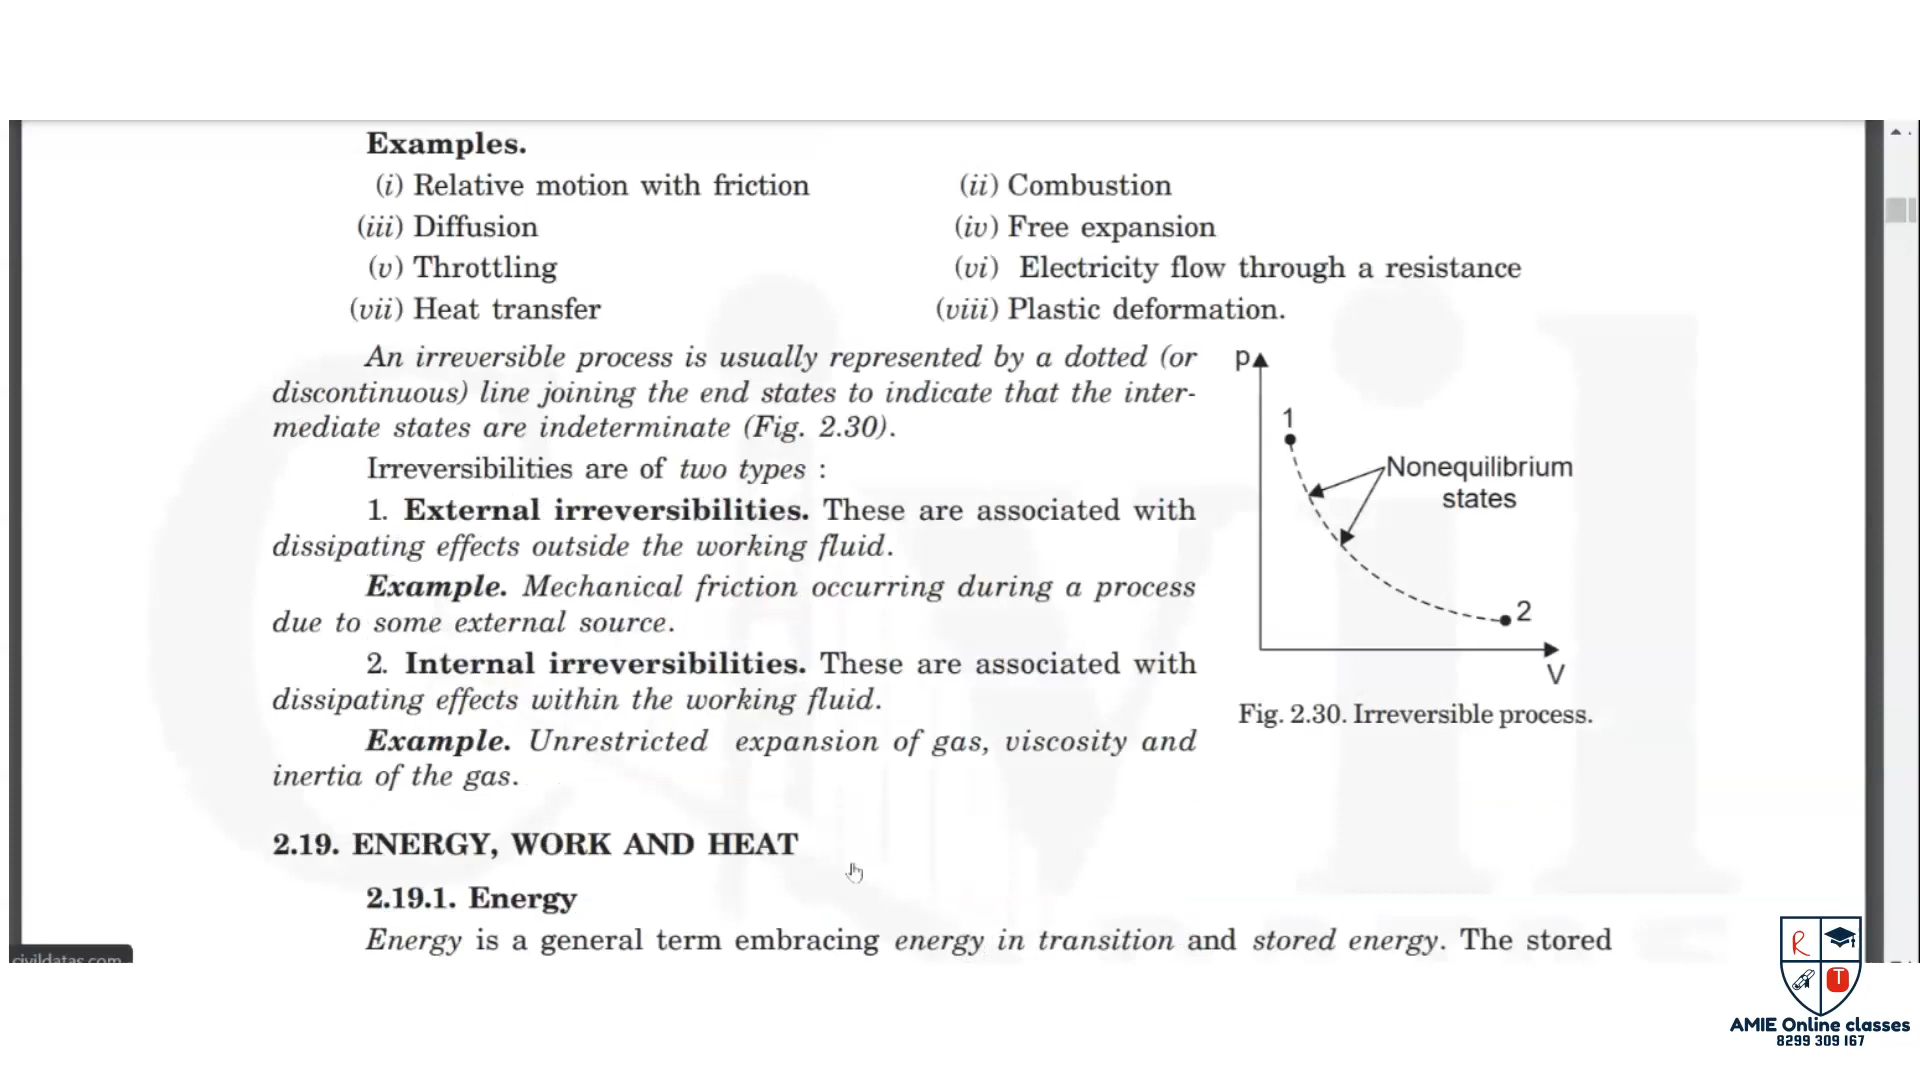 Examples.
(i) Relative motion with friction
(ii) Combustion
(iii) Diffusion
(iv) Free expansion
(v) Throttling
(vi) Electricity flow through a resistance
(vii) Heat transfer
(viii) Plastic deformation.
An irreversible process is usually represented by a dotted (or
discontinuous) line joining the end states to indicate that the inter-
mediate states are indeterminate (Fig. 2.30).
Irreversibilities are of two types :
1. External irreversibilities. These are associated with
dissipating effects outside the working fluid.
Example. Mechanical friction occurring during a process
due to some external source.
2. Internal irreversibilities. These are associated with
dissipating effects within the working fluid.
Example. Unrestricted expansion of gas, viscosity and
inertia of the gas.
p
1
Nonequilibrium
states
2
V
Fig. 2.30. Irreversible process.
2.19. ENERGY, WORK AND HEAT
2.19.1. Energy
Energy is a general term embracing energy in transition and stored energy. The stored
civildatas.com
Civil
R
T
AMIE Online classes
8299 309 167